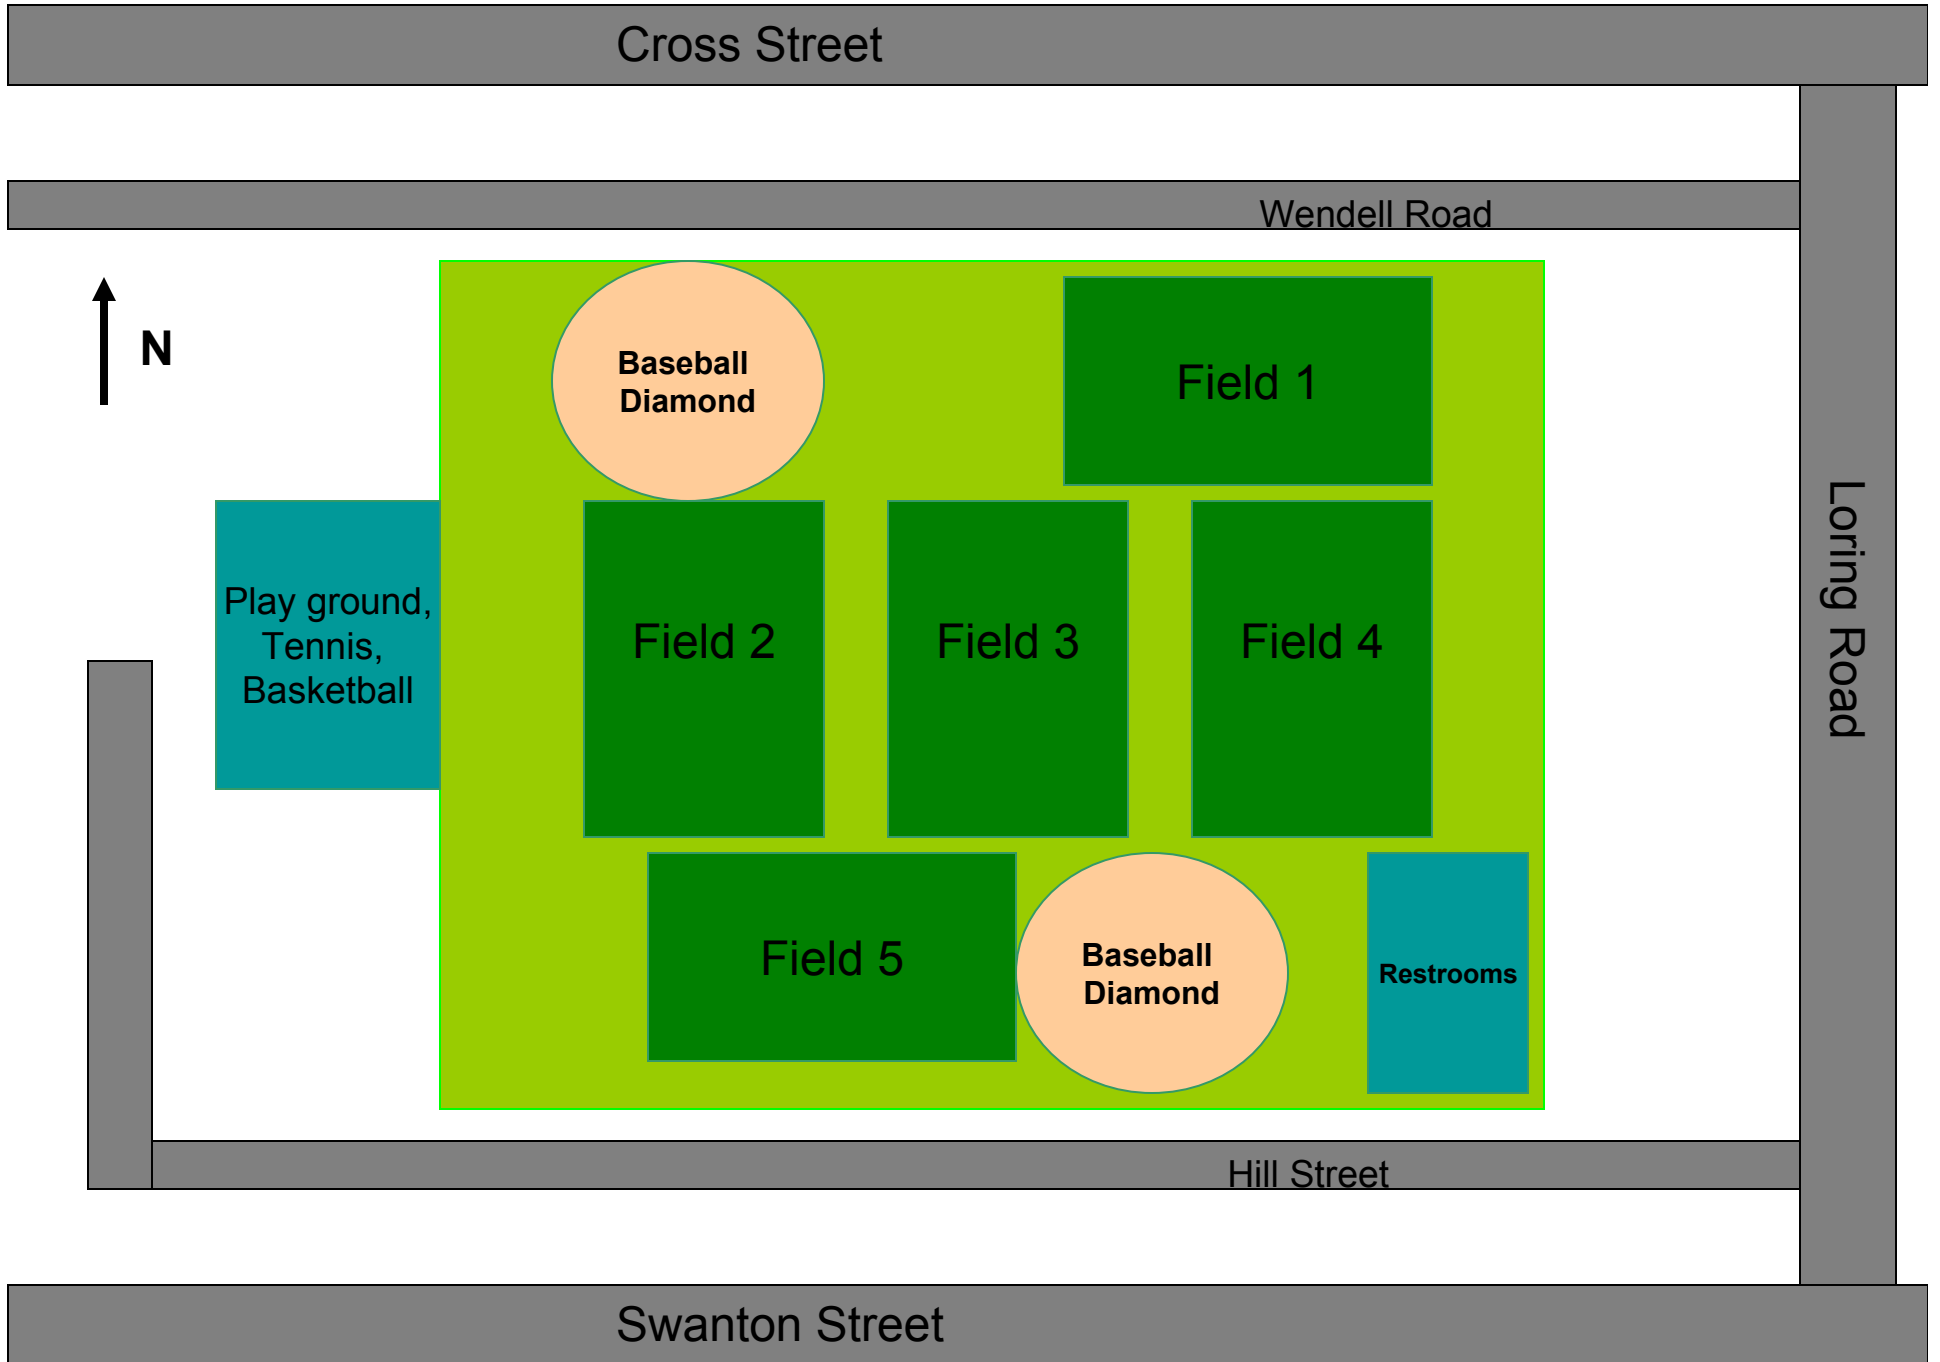 Cross Street
Wendell Road
N
Baseball
Diamond
Field 1
Loring Road
Play ground,
Tennis,
Basketball
Field 2
Field 3
Field 4
Field 5
Baseball
Diamond
Restrooms
Hill Street
Swanton Street